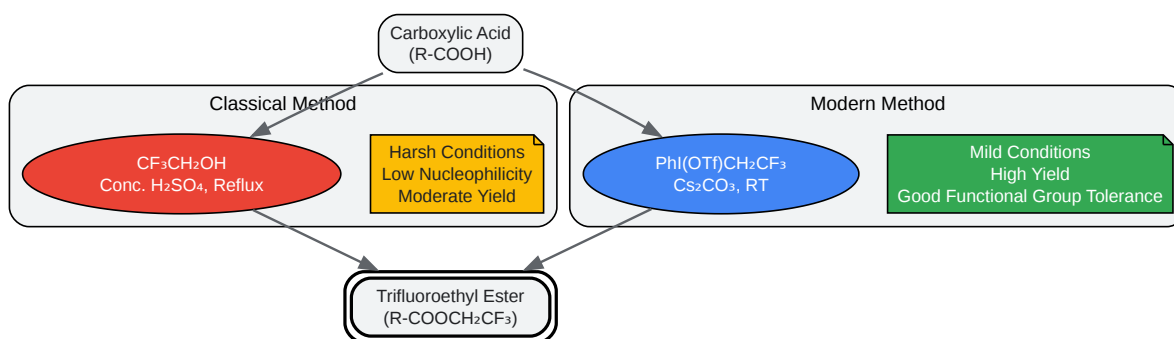 Carboxylic Acid
(R-COOH)
Classical Method
CF₃CH₂OH
Conc. H₂SO₄, Reflux
Harsh Conditions
Low Nucleophilicity
Moderate Yield
Modern Method
PhI(OTf)CH₂CF₃
Cs₂CO₃, RT
Mild Conditions
High Yield
Good Functional Group Tolerance
Trifluoroethyl Ester
(R-COOCH₂CF₃)